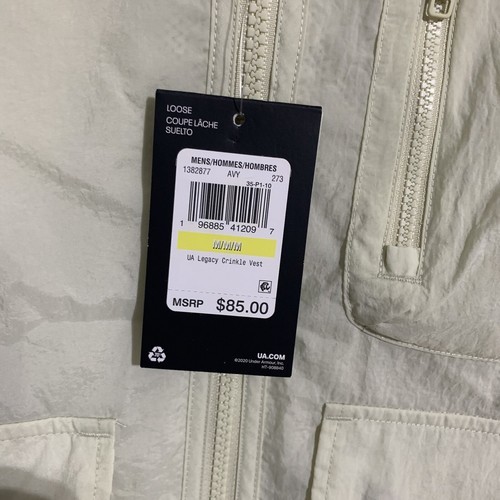 LOOSE
COUPE LÂCHE
SUELTO
MENS/HOMMES/HOMBRES
1382877 AVY 273
35-P1-10
1 96885 41209 7
M/M/M
UA Legacy Crinkle Vest
MSRP $85.00
UA.COM
©2020 Under Armour, Inc.